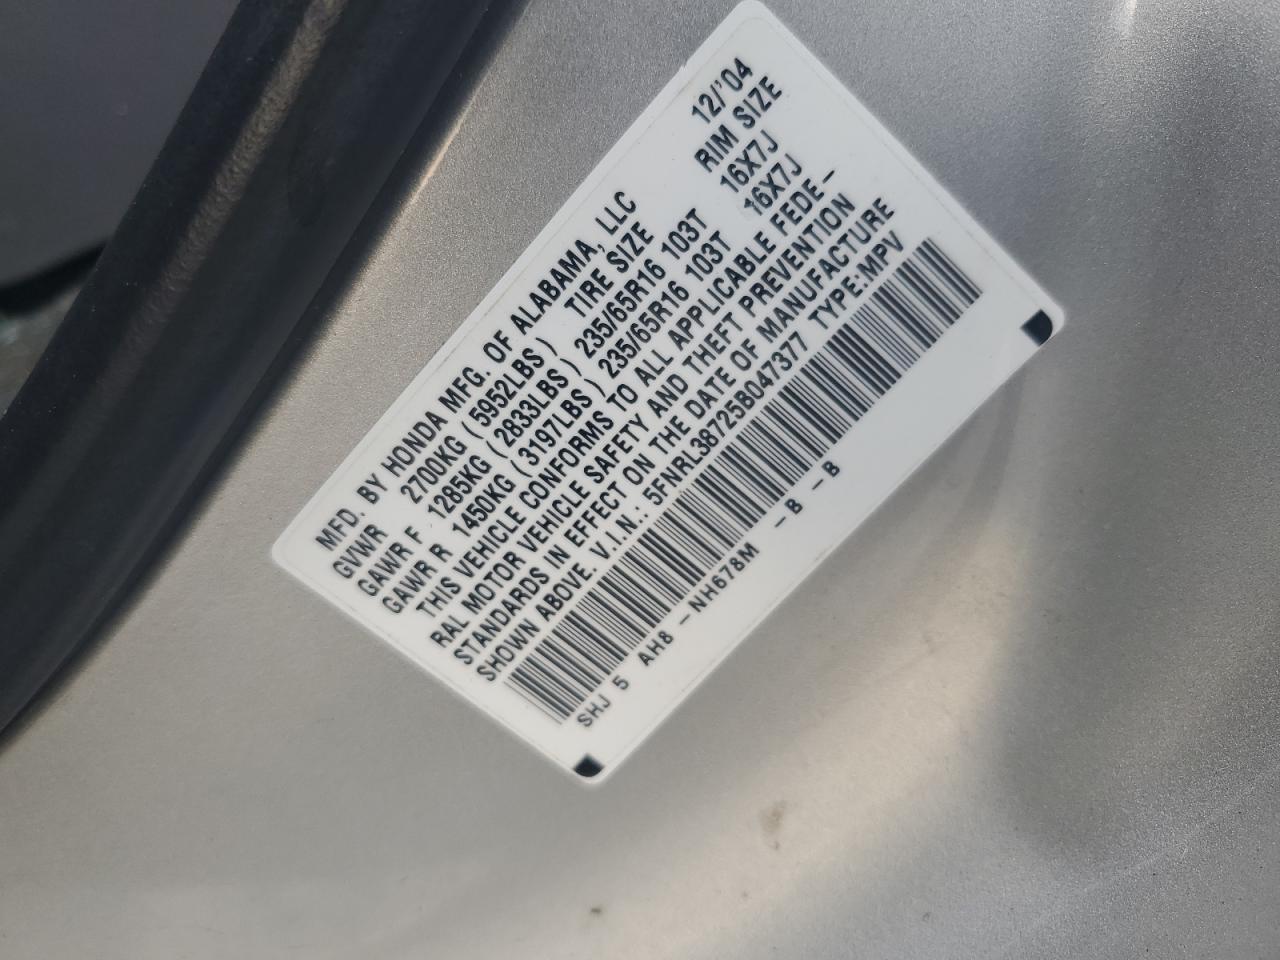 MFD. BY HONDA MFG. OF ALABAMA, LLC 12/'04
GVWR 2700KG (5952LBS) TIRE SIZE RIM SIZE
GAWR F 1285KG (2833LBS) 235/65R16 103T 16X7J
GAWR R 1450KG (3197LBS) 235/65R16 103T 16X7J
THIS VEHICLE CONFORMS TO ALL APPLICABLE FEDE-
RAL MOTOR VEHICLE SAFETY AND THEFT PREVENTION
STANDARDS IN EFFECT ON THE DATE OF MANUFACTURE
SHOWN ABOVE. V.I.N.: 5FNRL38725B047377 TYPE:MPV
SHJ 5 AH8 - NH678M - B - B